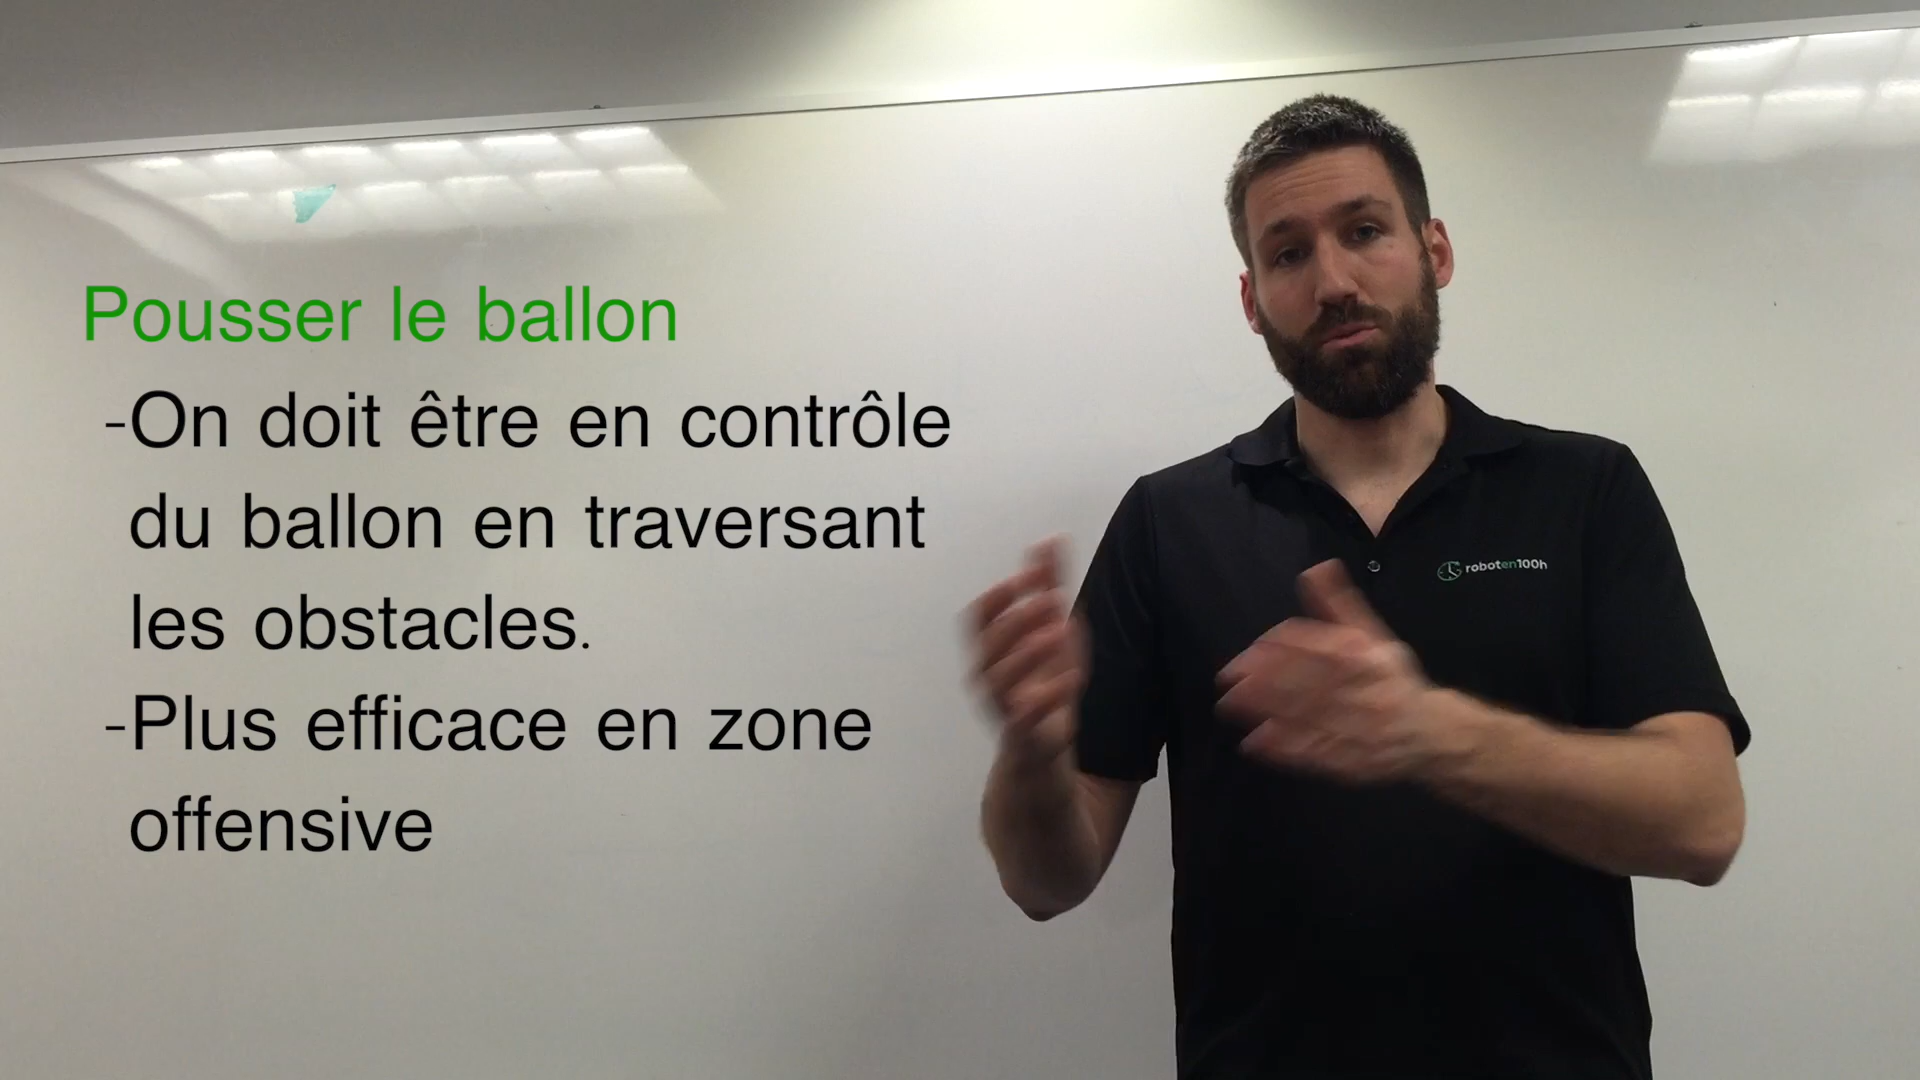 Pousser le ballon
-On doit être en contrôle
du ballon en traversant
les obstacles.
-Plus efficace en zone
offensive
roboten100h